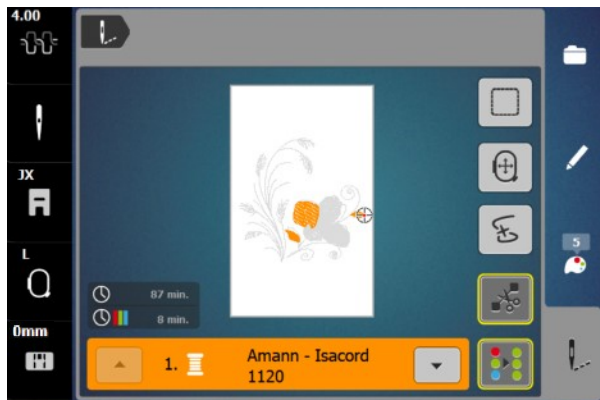 4.00
JX
L
0mm
5
87 min.
8 min.
1.
Amann - Isacord
1120